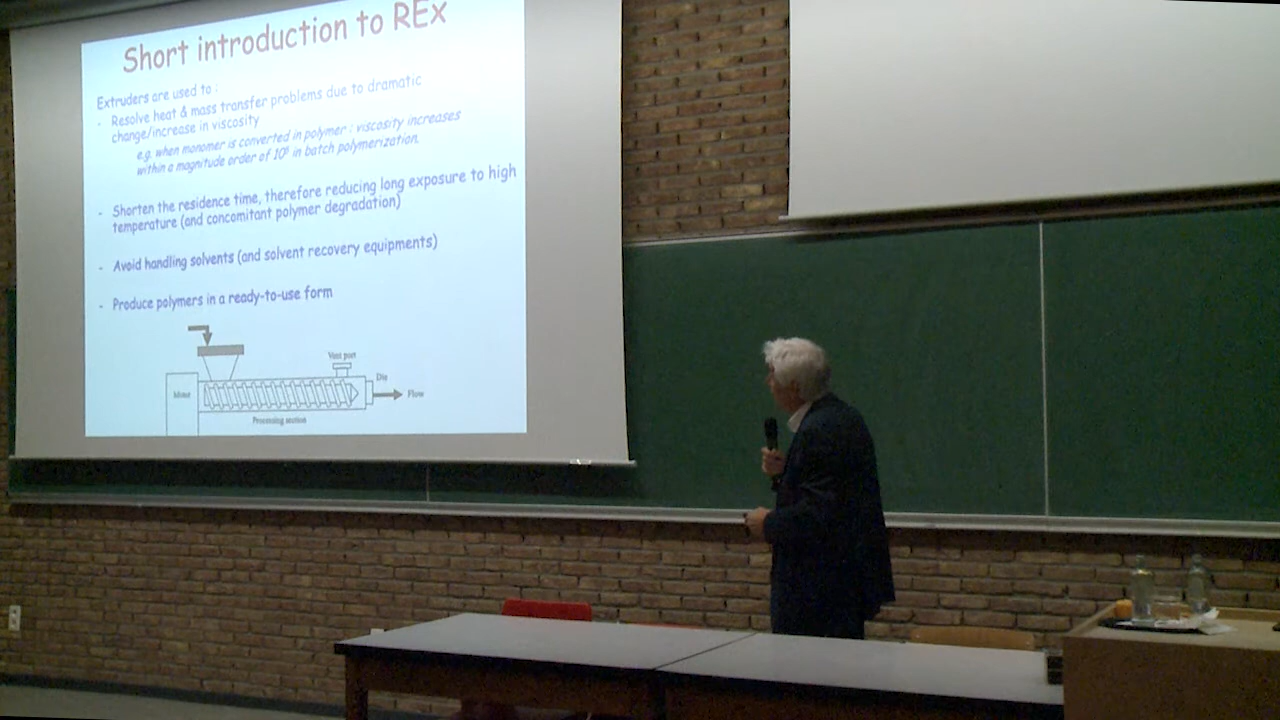 Short introduction to REx
Extruders are used to :
- Resolve heat & mass transfer problems due to dramatic
change/increase in viscosity
e.g. when monomer is converted in polymer : viscosity increases
within a magnitude order of 10⁶ in batch polymerization.
- Shorten the residence time, therefore reducing long exposure to high
temperature (and concomitant polymer degradation)
- Avoid handling solvents (and solvent recovery equipments)
- Produce polymers in a ready-to-use form
Vent port
Die
Motor
Flow
Processing section